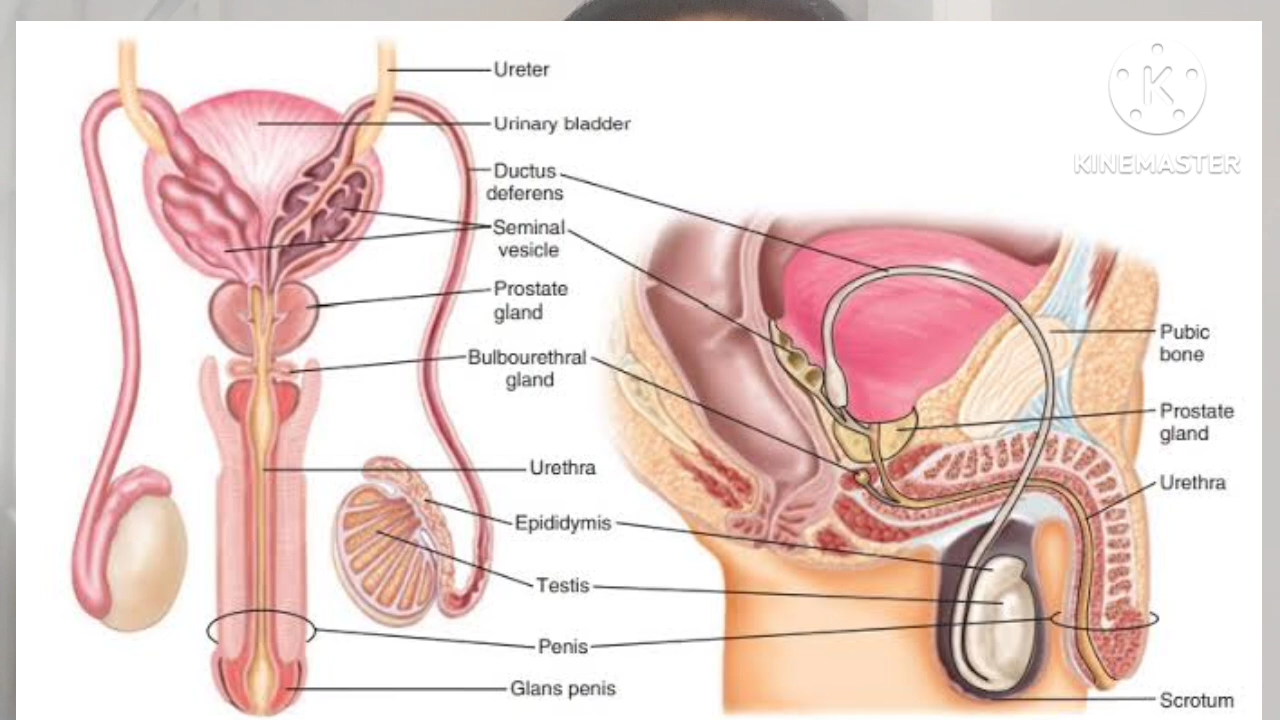 Ureter
Urinary bladder
Ductus
deferens
Seminal
vesicle
Prostate
gland
Bulbourethral
gland
Urethra
Epididymis
Testis
Penis
Glans penis
K
KINEMASTER
Pubic
bone
Prostate
gland
Urethra
Scrotum